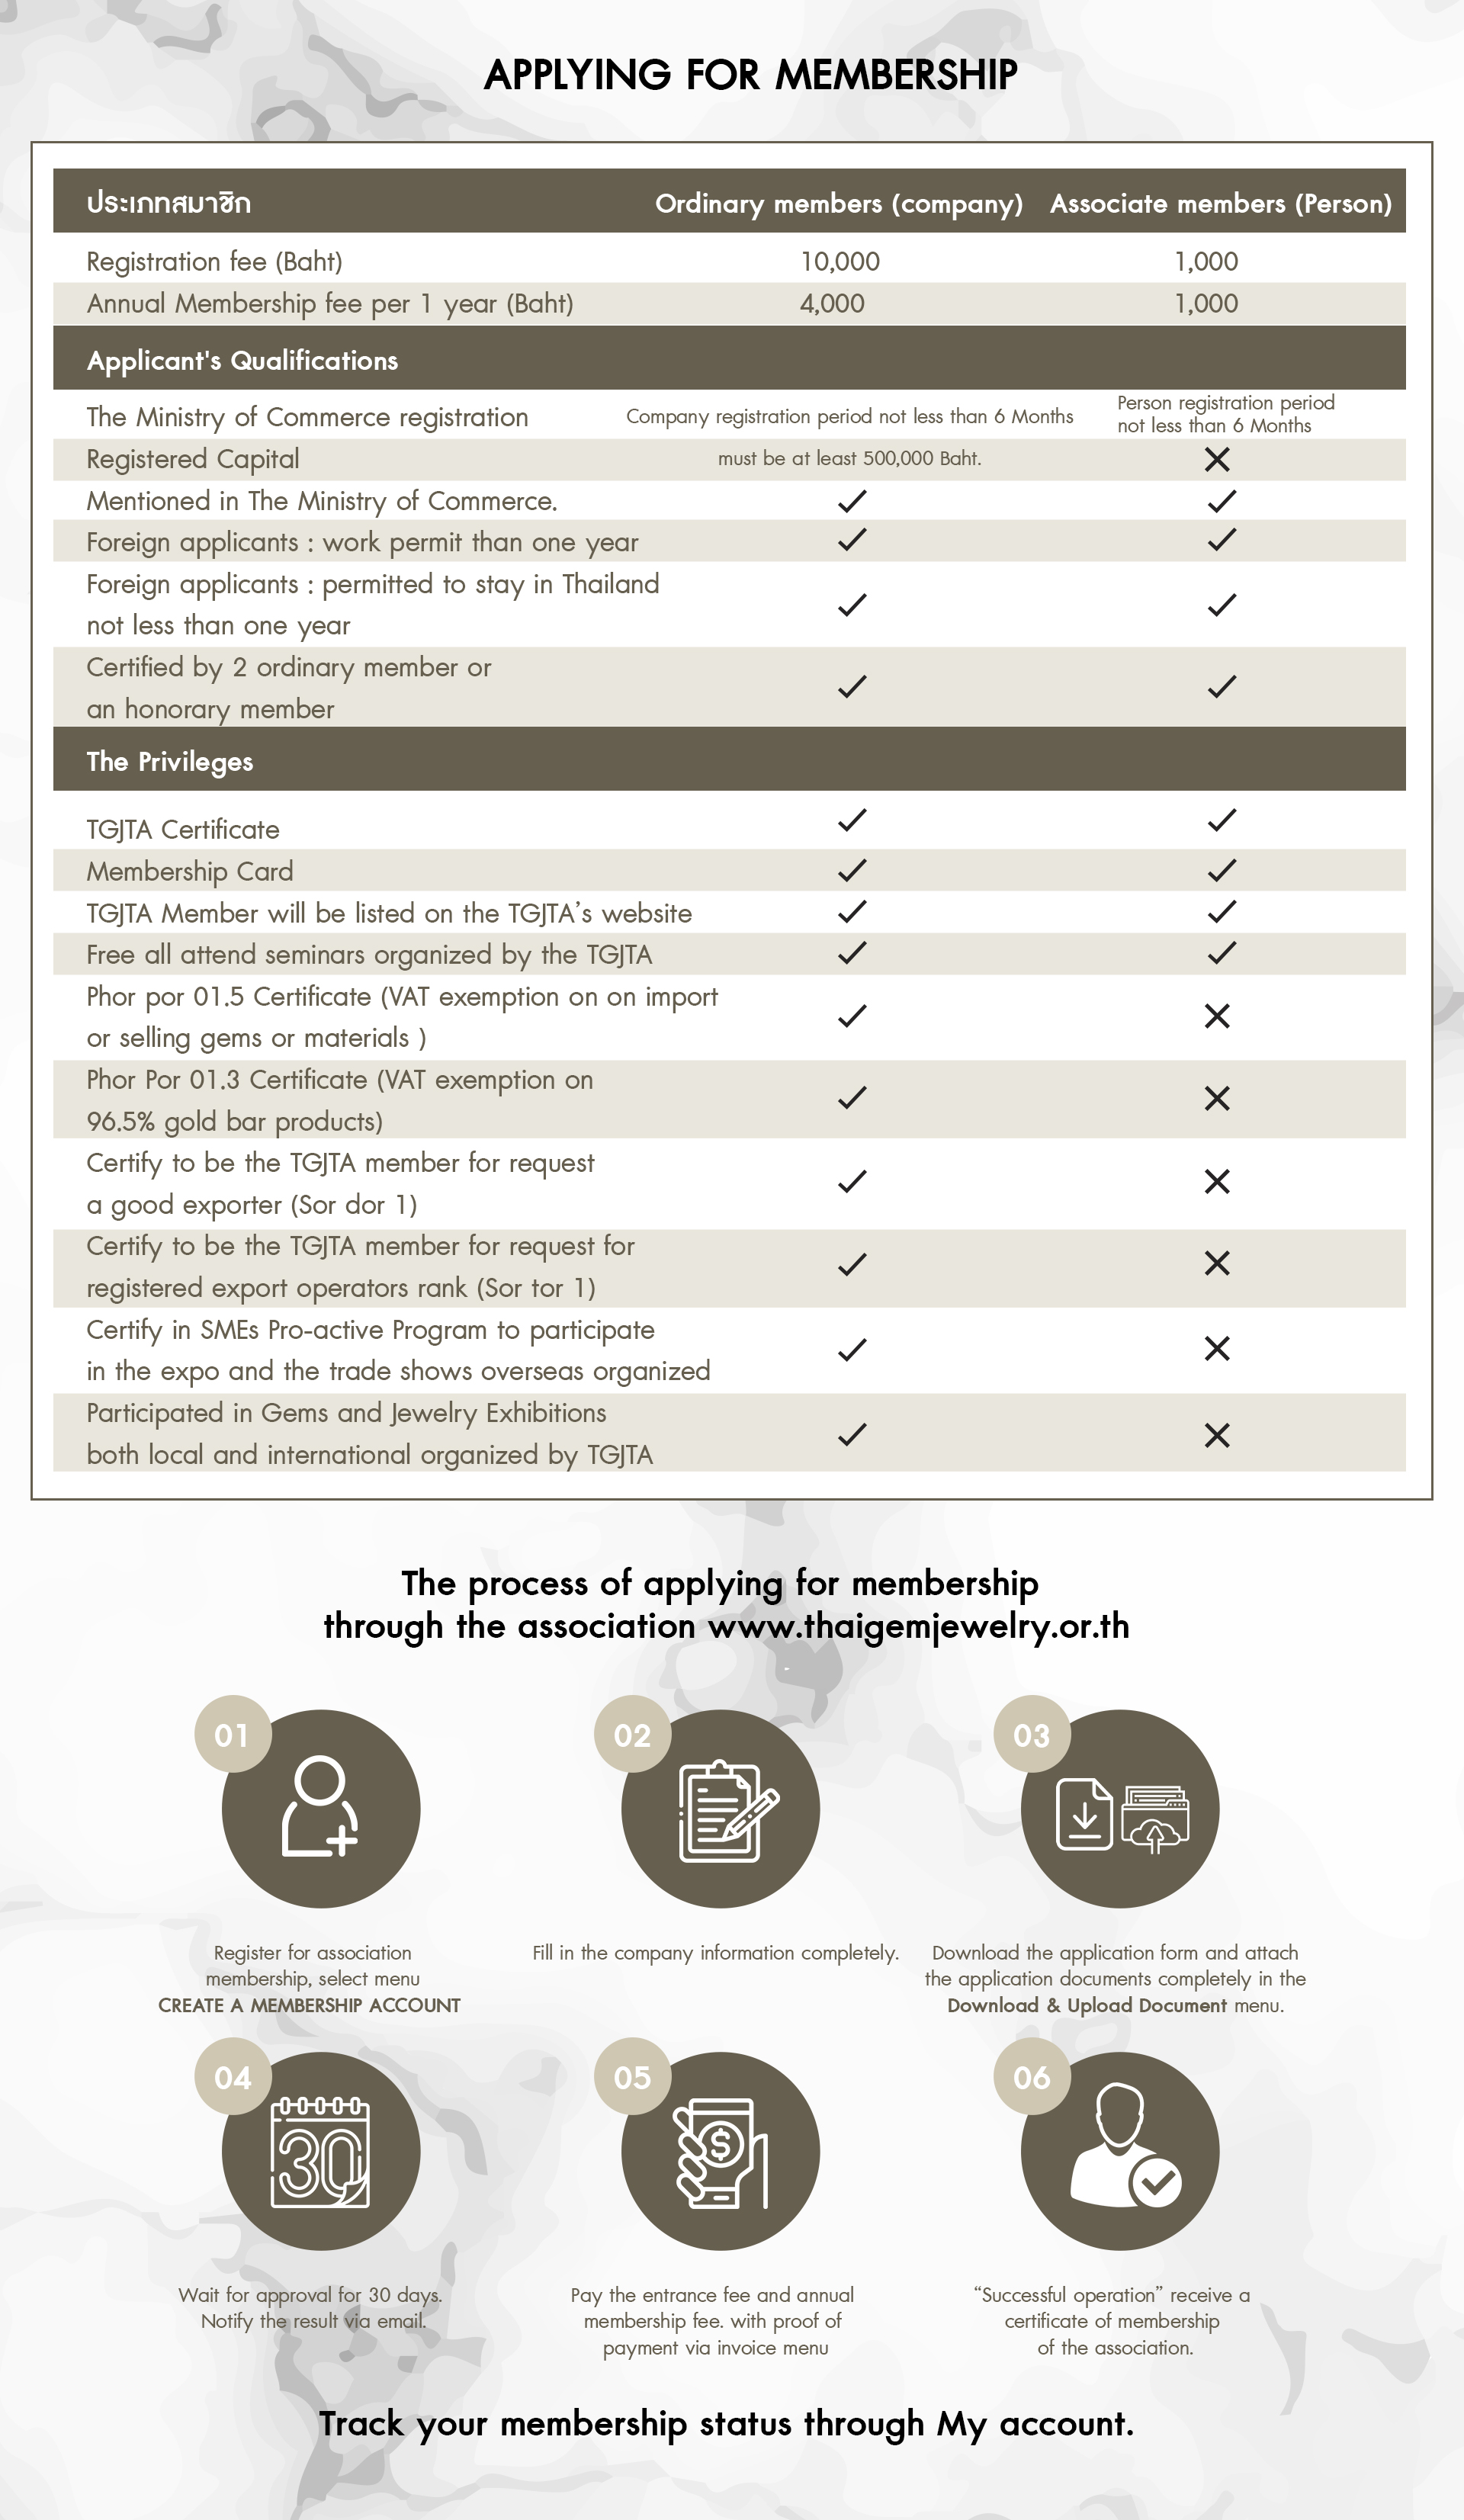 APPLYING FOR MEMBERSHIP
ประเภทสมาชิก Ordinary members (company) Associate members (Person)
Registration fee (Baht) 10,000 1,000
Annual Membership fee per 1 year (Baht) 4,000 1,000
Applicant's Qualifications
The Ministry of Commerce registration Company registration period not less than 6 Months Person registration period
not less than 6 Months
Registered Capital must be at least 500,000 Baht.
Mentioned in The Ministry of Commerce.
Foreign applicants : work permit than one year
Foreign applicants : permitted to stay in Thailand
not less than one year
Certified by 2 ordinary member or
an honorary member
The Privileges
TGJTA Certificate
Membership Card
TGJTA Member will be listed on the TGJTA’s website
Free all attend seminars organized by the TGJTA
Phor por 01.5 Certificate (VAT exemption on on import
or selling gems or materials )
Phor Por 01.3 Certificate (VAT exemption on
96.5% gold bar products)
Certify to be the TGJTA member for request
a good exporter (Sor dor 1)
Certify to be the TGJTA member for request for
registered export operators rank (Sor tor 1)
Certify in SMEs Pro-active Program to participate
in the expo and the trade shows overseas organized
Participated in Gems and Jewelry Exhibitions
both local and international organized by TGJTA
The process of applying for membership
through the association www.thaigemjewelry.or.th
01
Register for association
membership, select menu
CREATE A MEMBERSHIP ACCOUNT
02
Fill in the company information completely.
03
Download the application form and attach
the application documents completely in the
Download & Upload Document menu.
04
30
Wait for approval for 30 days.
Notify the result via email.
05
$
Pay the entrance fee and annual
membership fee. with proof of
payment via invoice menu
06
“Successful operation” receive a
certificate of membership
of the association.
Track your membership status through My account.